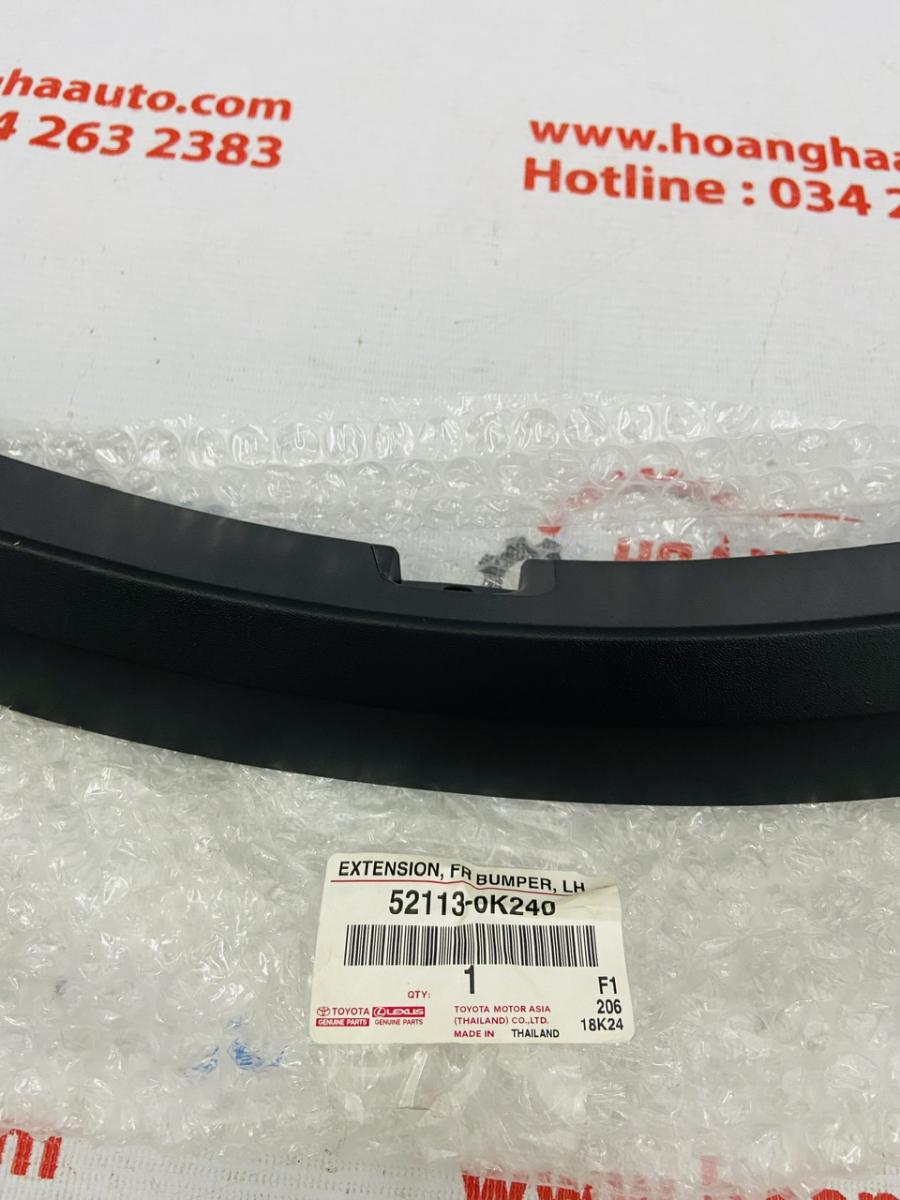 ghaauto.com
4 263 2383
www.hoangha
Hotline : 034 2
EXTENSION, FR BUMPER, LH
52113-0K240
QTY: 1
F1
206
18K24
TOYOTA
GENUINE PARTS
LEXUS
GENUINE PARTS
TOYOTA MOTOR ASIA
(THAILAND) CO.,LTD.
MADE IN THAILAND